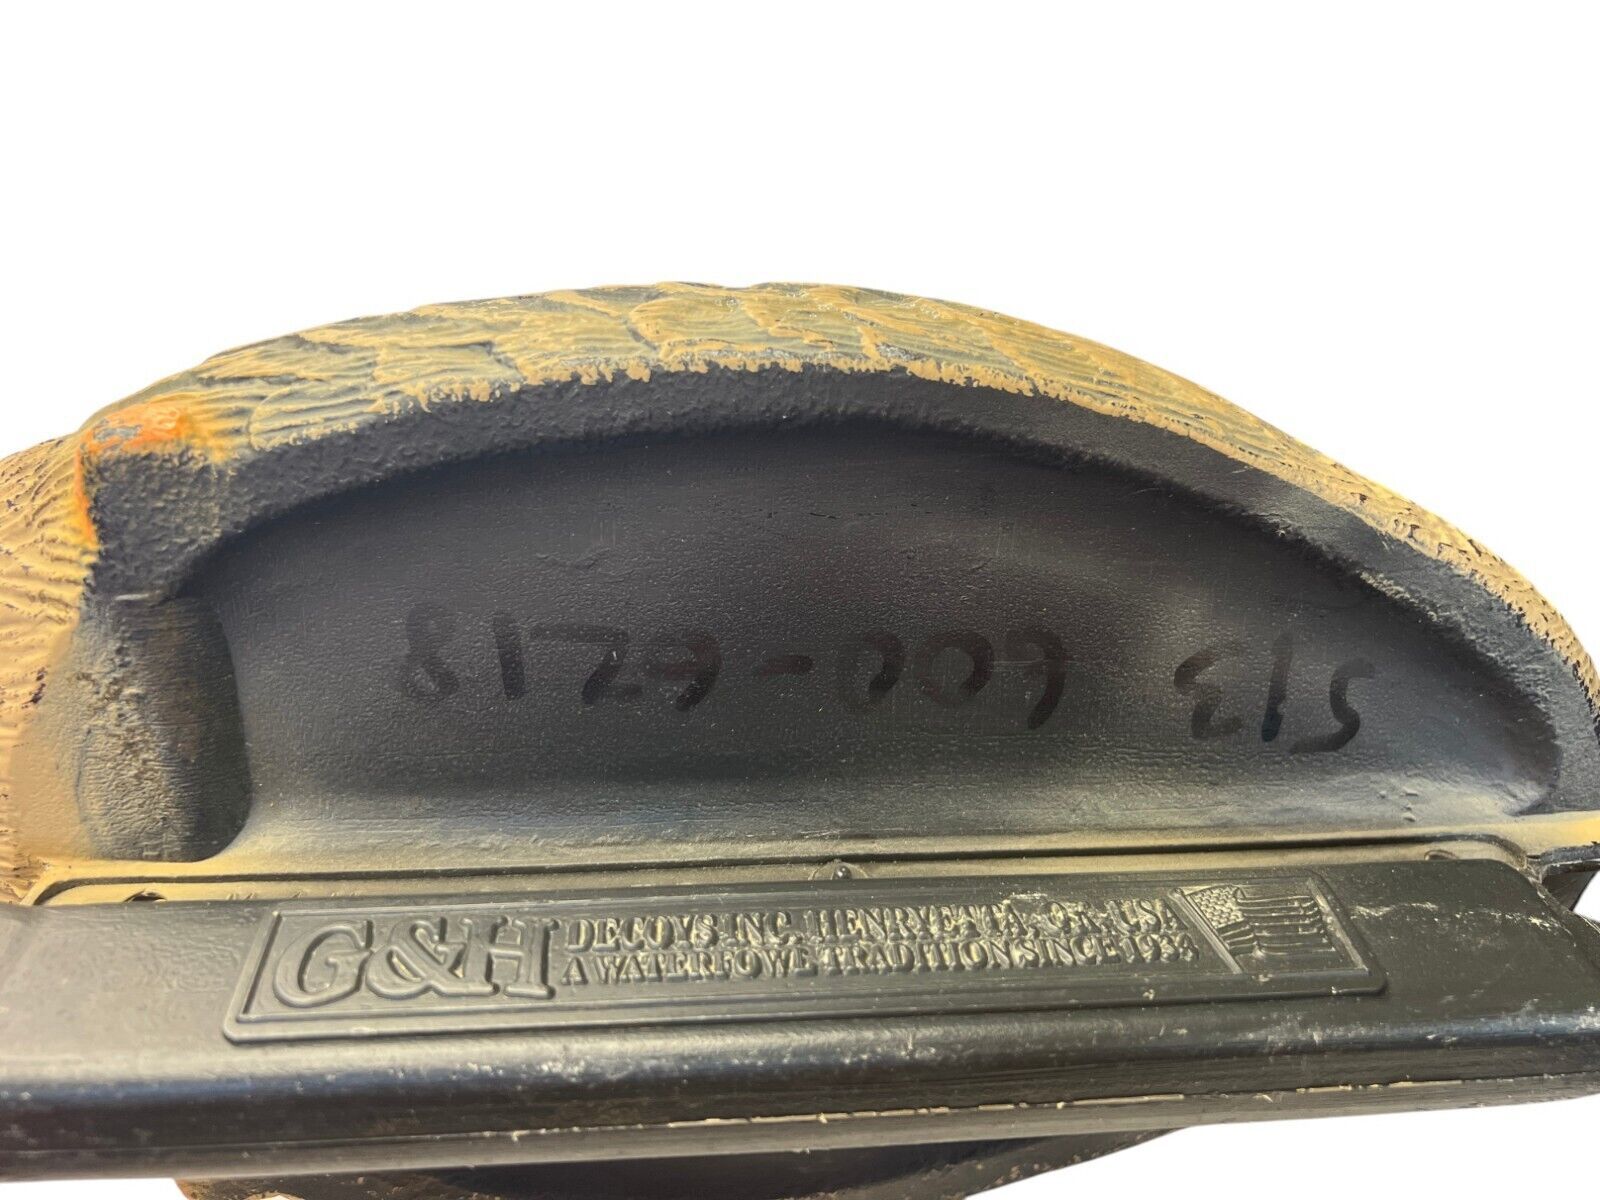 513 600-6218
G&H DECOYS INC. HENRYETTA, OK USA
A WATERFOWL TRADITION SINCE 1934